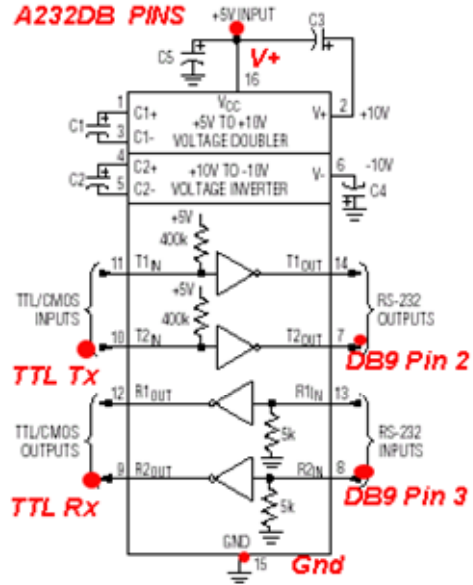 A232DB PINS
+5V INPUT
C3
C5
V+
16
1
C1+
VCC
+5V TO +10V
VOLTAGE DOUBLER
V+
2
+10V
C1
3
C1-
4
C2+
+10V TO -10V
VOLTAGE INVERTER
V-
6
-10V
C2
5
C2-
C4
+5V
400k
11
T1IN
T1OUT
14
TTL/CMOS
INPUTS
+5V
400k
RS-232
OUTPUTS
10
T2IN
T2OUT
7
TTL Tx
DB9 Pin 2
12
R1OUT
R1IN
13
TTL/CMOS
OUTPUTS
5k
RS-232
INPUTS
9
R2OUT
R2IN
8
TTL Rx
5k
DB9 Pin 3
GND
15
Gnd